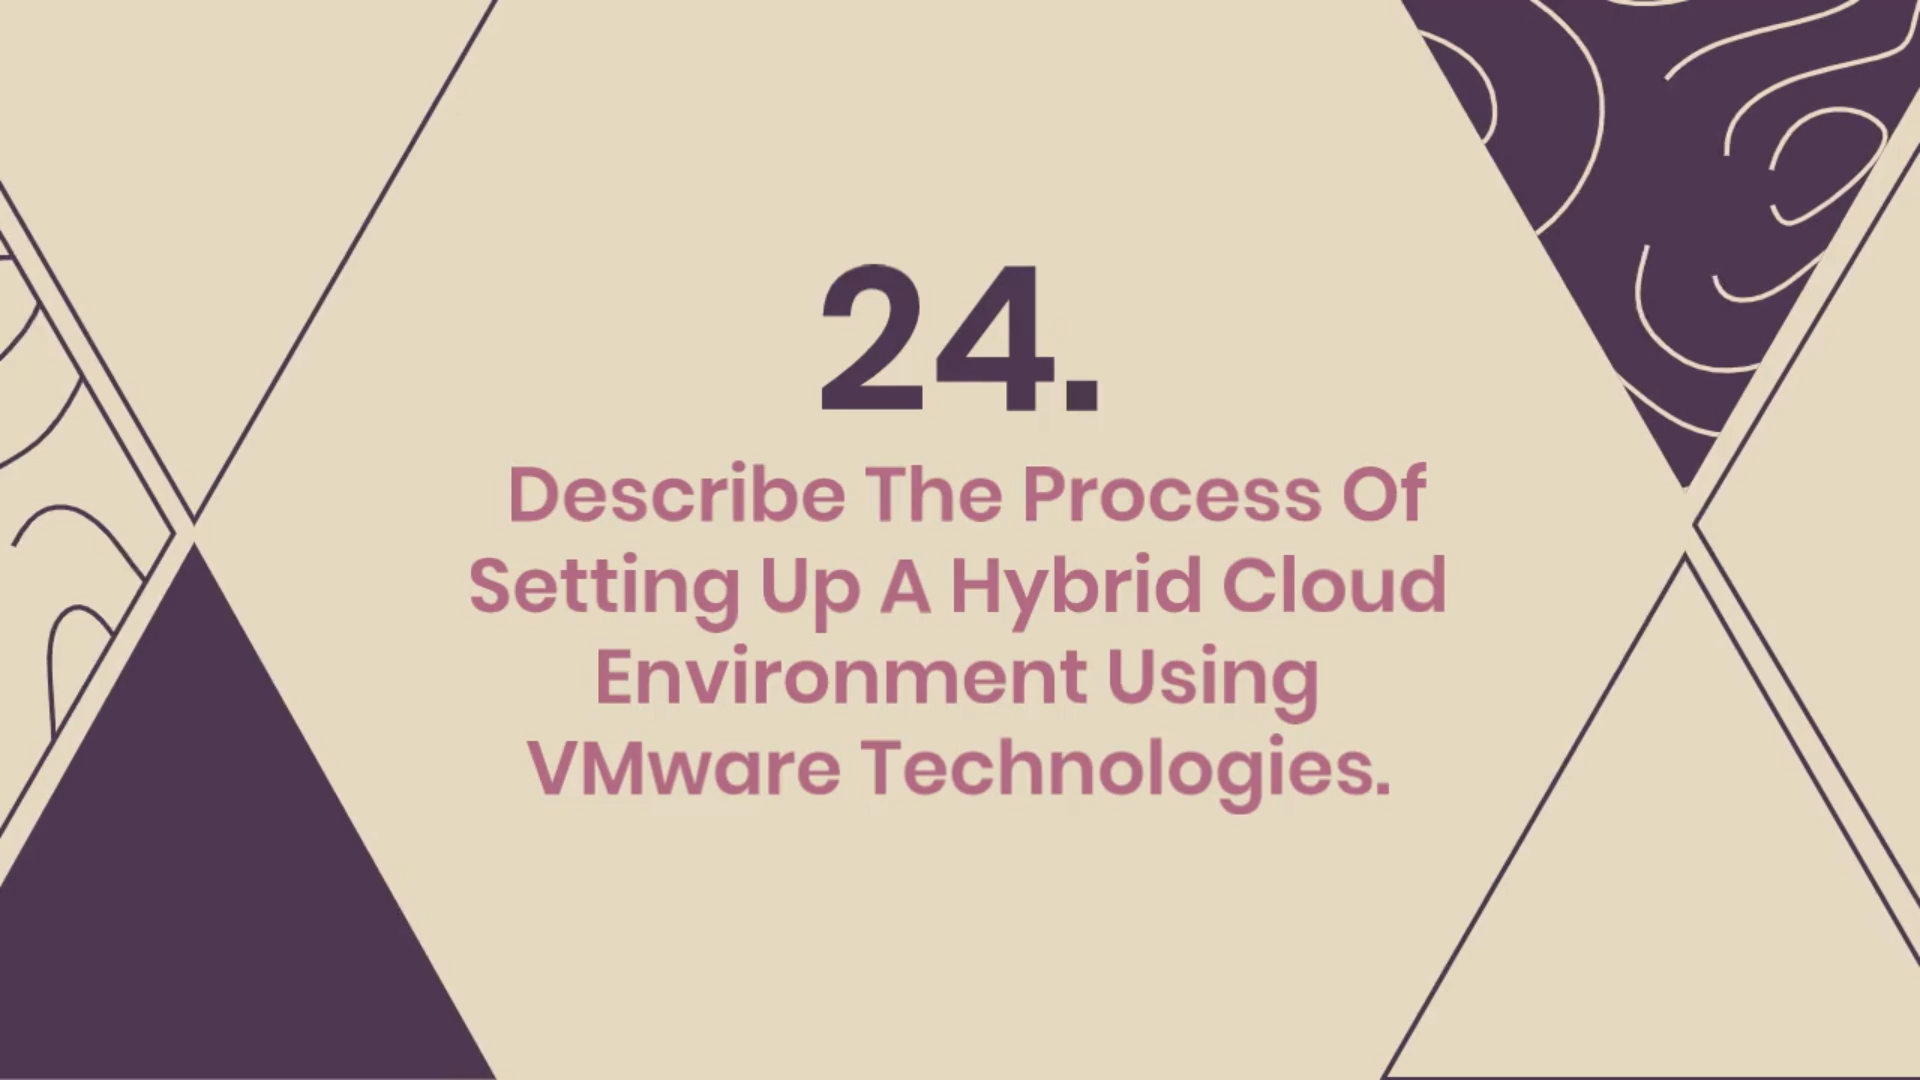 24.
Describe The Process Of
Setting Up A Hybrid Cloud
Environment Using
VMware Technologies.